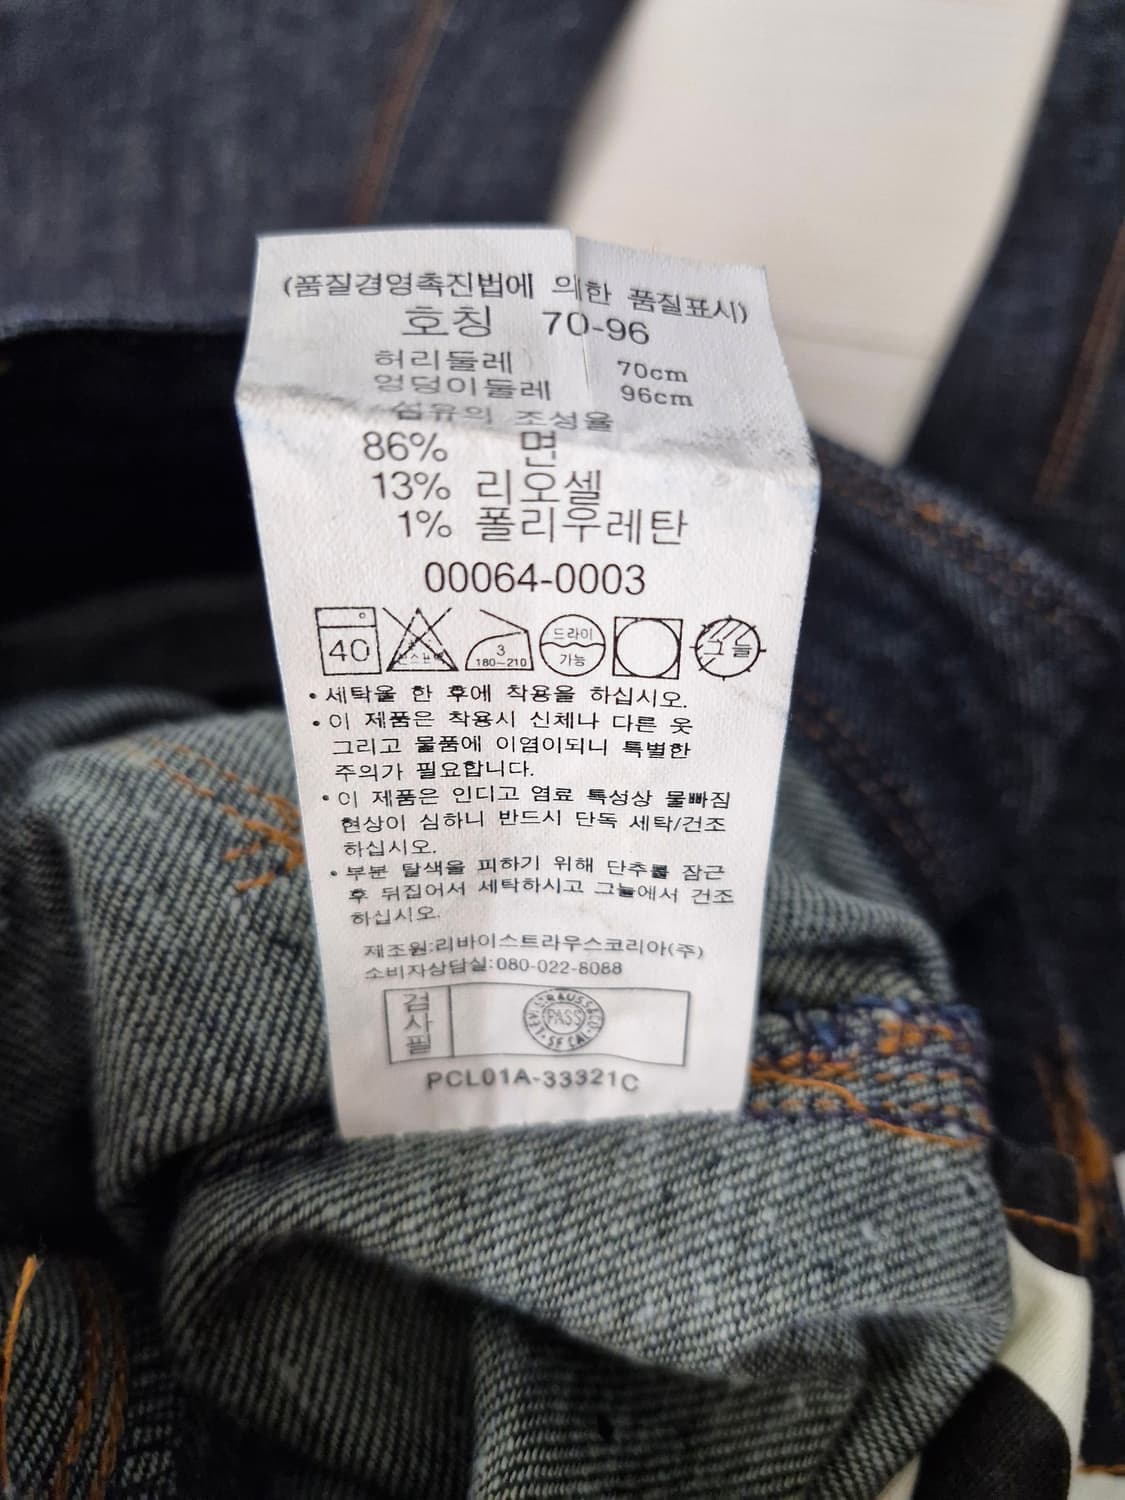 (품질경영촉진법에 의한 품질표시)
호칭 70-96
허리둘레 70cm
엉덩이둘레 96cm
섬유의 조성율
86% 면
13% 리오셀
1% 폴리우레탄
00064-0003
40 3 180~210 드라이 가능 그늘
• 세탁을 한 후에 착용을 하십시오.
• 이 제품은 착용시 신체나 다른 옷
그리고 물품에 이염이되니 특별한
주의가 필요합니다.
• 이 제품은 인디고 염료 특성상 물빠짐
현상이 심하니 반드시 단독 세탁/건조
하십시오.
• 부분 탈색을 피하기 위해 단추를 잠근
후 뒤집어서 세탁하시고 그늘에서 건조
하십시오.
제조원:리바이스트라우스코리아(주)
소비자상담실:080-022-8088
검사필
LEVI STRAUSS & CO. SF CAL PASS
PCL01A-33321C